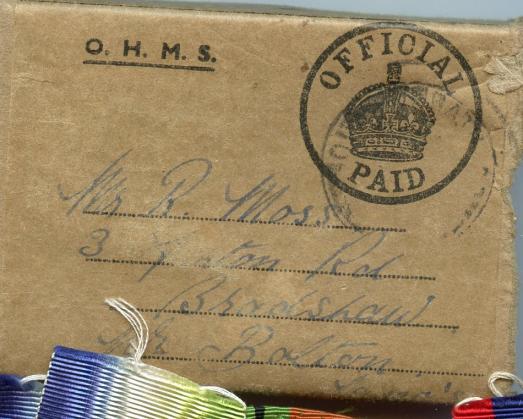 O. H. M. S.
OFFICIAL
PAID
Mr R. Moss
3 Rd
Bradshaw
Nr Bolton